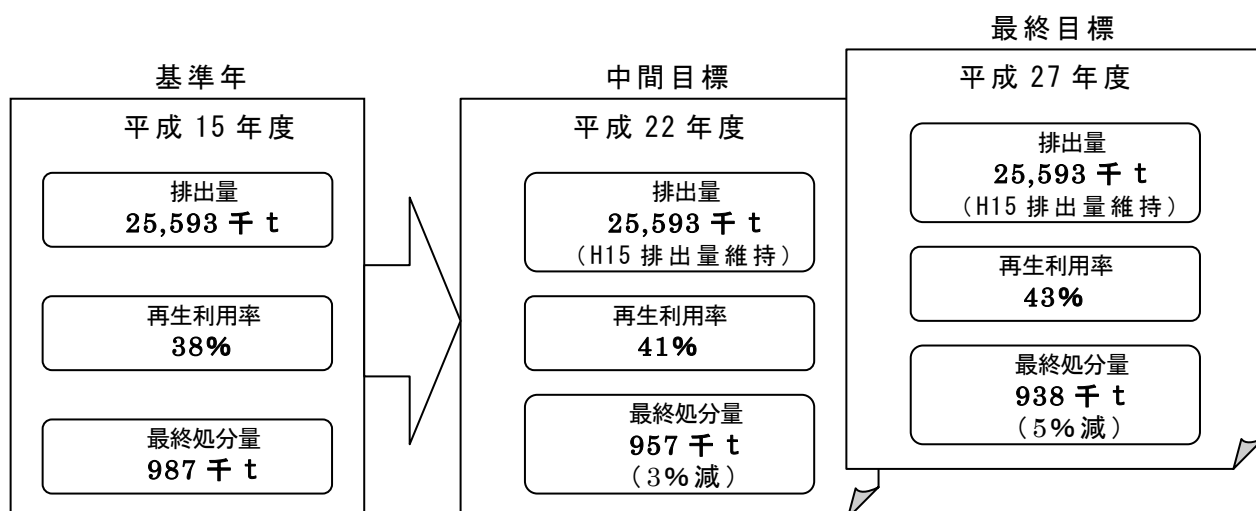 基準年
平成 15 年度
排出量
25,593 千 t
再生利用率
38%
最終処分量
987 千 t
中間目標
平成 22 年度
排出量
25,593 千 t
（H15 排出量維持）
再生利用率
41%
最終処分量
957 千 t
（3%減）
最終目標
平成 27 年度
排出量
25,593 千 t
（H15 排出量維持）
再生利用率
43%
最終処分量
938 千 t
（5%減）